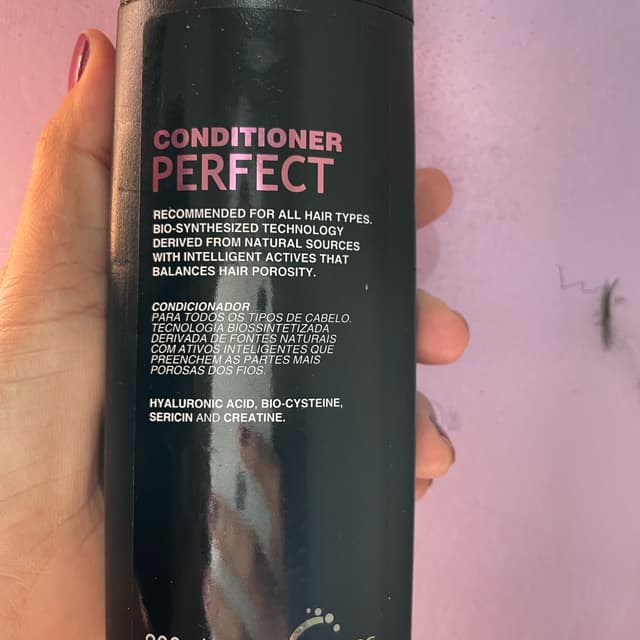 CONDITIONER
PERFECT
RECOMMENDED FOR ALL HAIR TYPES.
BIO-SYNTHESIZED TECHNOLOGY
DERIVED FROM NATURAL SOURCES
WITH INTELLIGENT ACTIVES THAT
BALANCES HAIR POROSITY.
CONDICIONADOR
PARA TODOS OS TIPOS DE CABELO.
TECNOLOGIA BIOSSINTETIZADA
DERIVADA DE FONTES NATURAIS
COM ATIVOS INTELIGENTES QUE
PREENCHEM AS PARTES MAIS
POROSAS DOS FIOS.
HYALURONIC ACID, BIO-CYSTEINE,
SERICIN AND CREATINE.